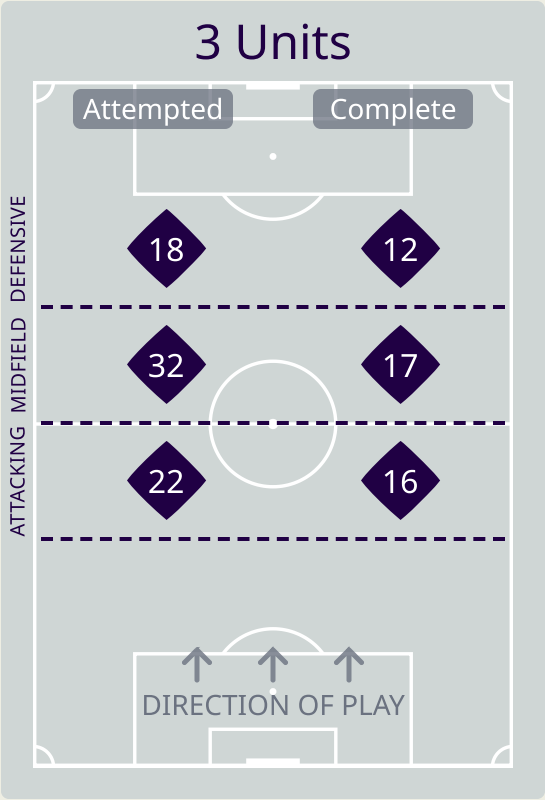 3 Units
Attempted
Complete
DEFENSIVE
18
12
MIDFIELD
32
17
ATTACKING
22
16
DIRECTION OF PLAY